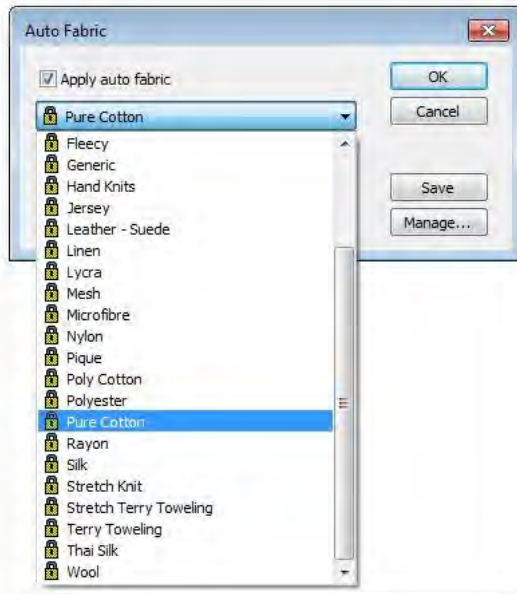 Auto Fabric
Apply auto fabric
OK
Pure Cotton
Cancel
Fleecy
Generic
Hand Knits
Save
Jersey
Leather - Suede
Manage...
Linen
Lycra
Mesh
Microfibre
Nylon
Pique
Poly Cotton
Polyester
Pure Cotton
Rayon
Silk
Stretch Knit
Stretch Terry Toweling
Terry Toweling
Thai Silk
Wool